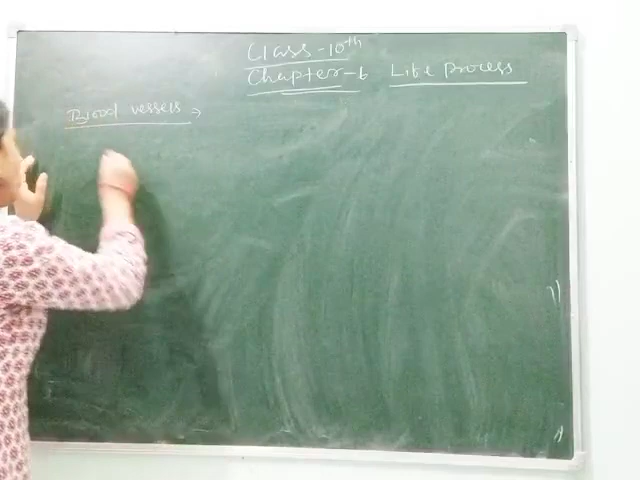 Class-10th
Chapter-6 Life process
Blood vessels →